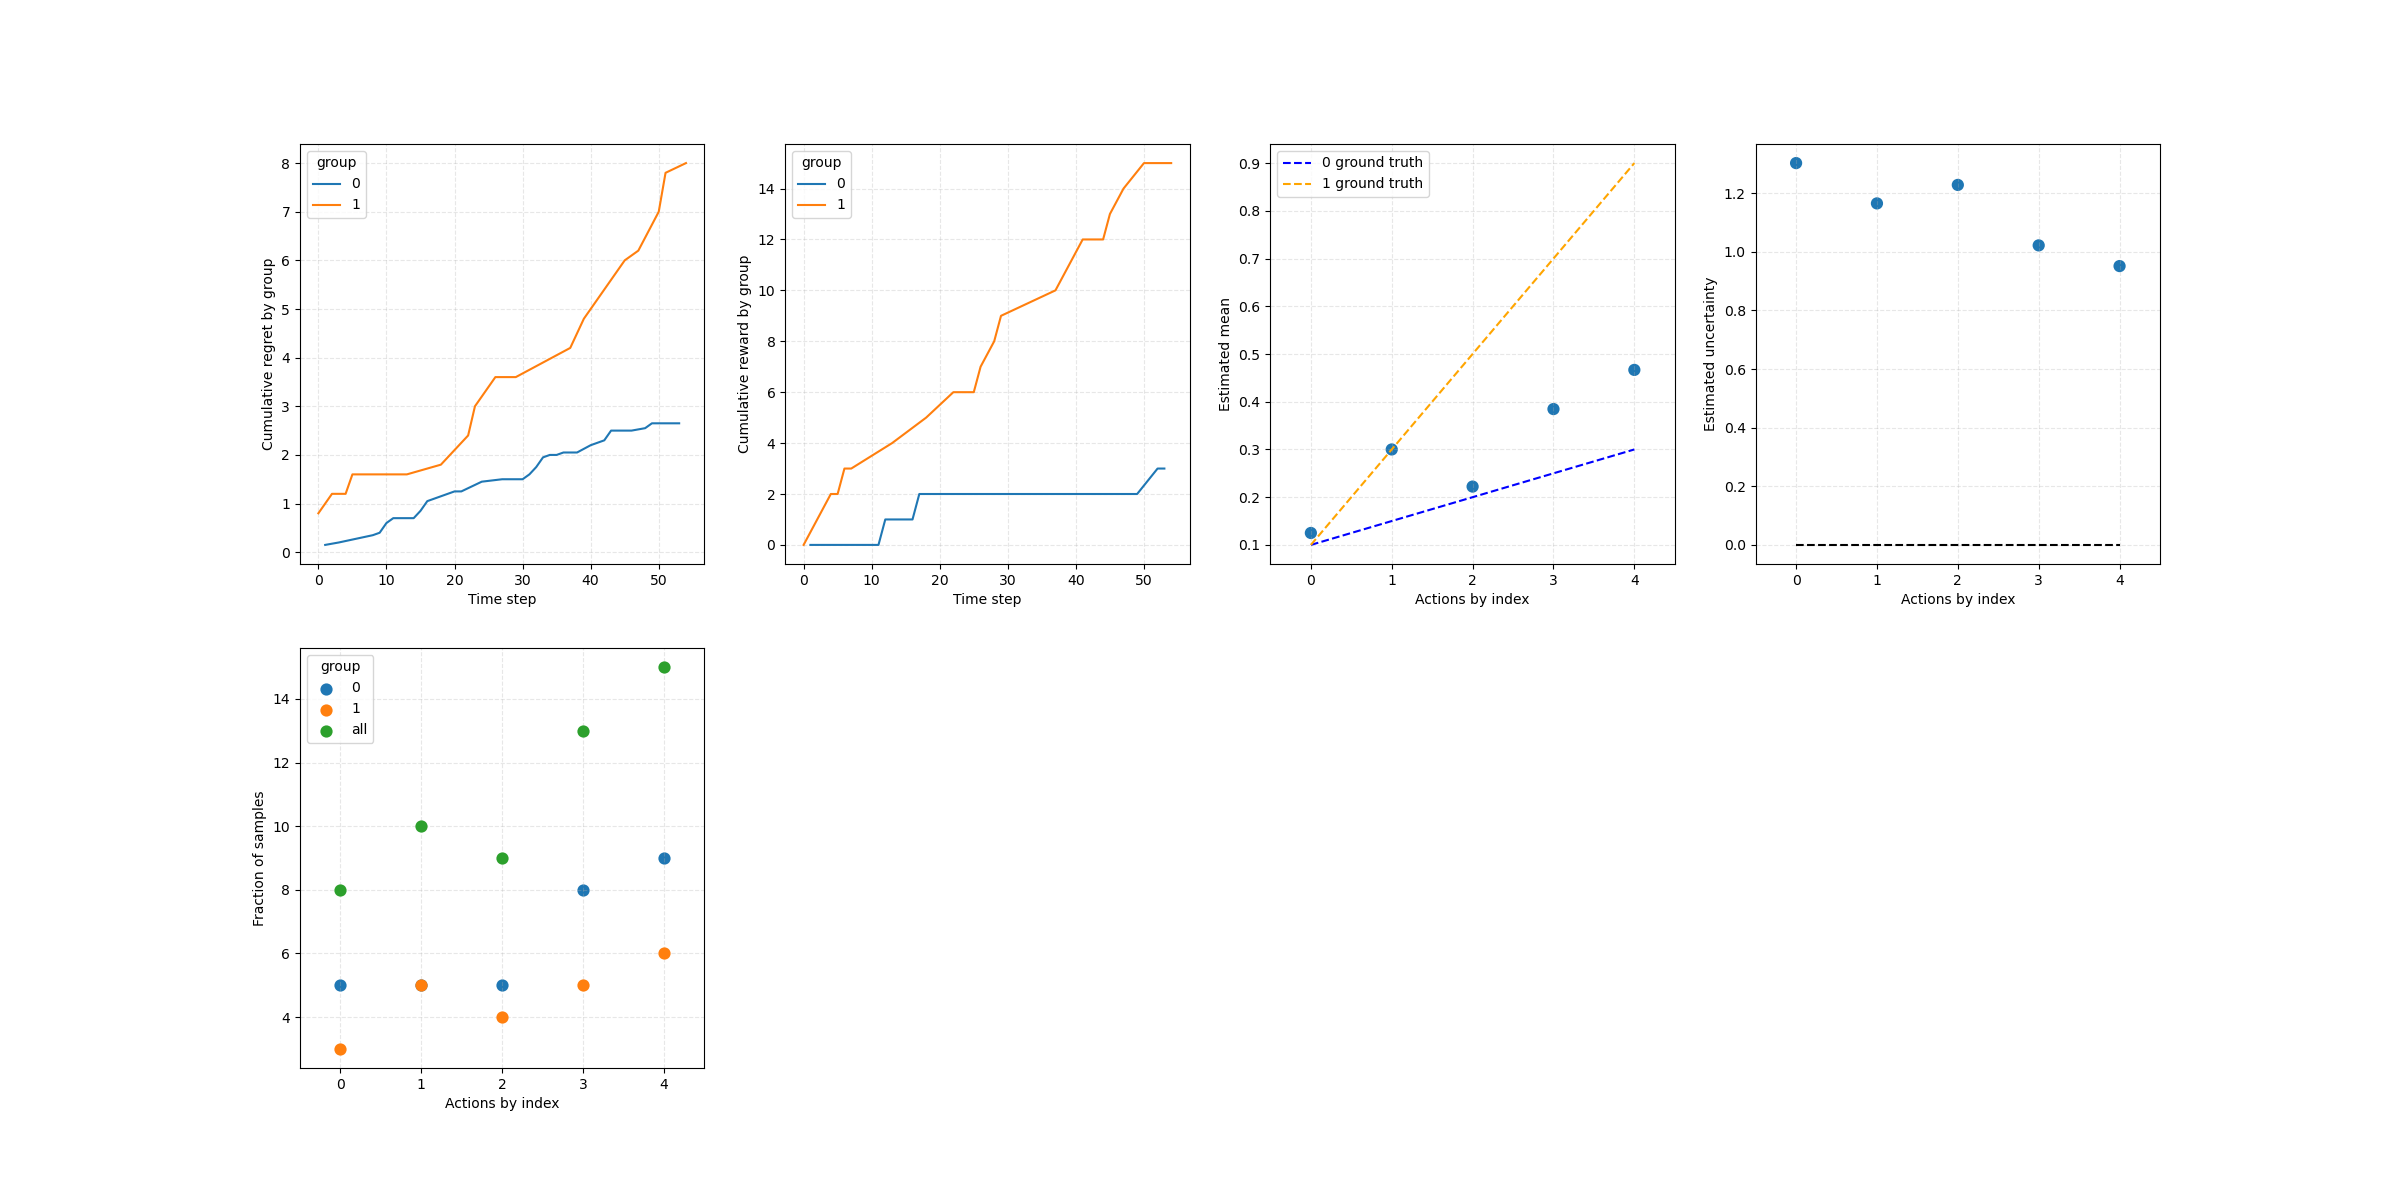 group
0
1
8
7
6
5
4
3
2
1
0
Cumulative regret by group
0 10 20 30 40 50
Time step
group
0
1
14
12
10
8
6
4
2
0
Cumulative reward by group
0 10 20 30 40 50
Time step
0 ground truth
1 ground truth
0.9
0.8
0.7
0.6
0.5
0.4
0.3
0.2
0.1
Estimated mean
0 1 2 3 4
Actions by index
1.2
1.0
0.8
0.6
0.4
0.2
0.0
Estimated uncertainty
0 1 2 3 4
Actions by index
group
0
1
all
14
12
10
8
6
4
Fraction of samples
0 1 2 3 4
Actions by index